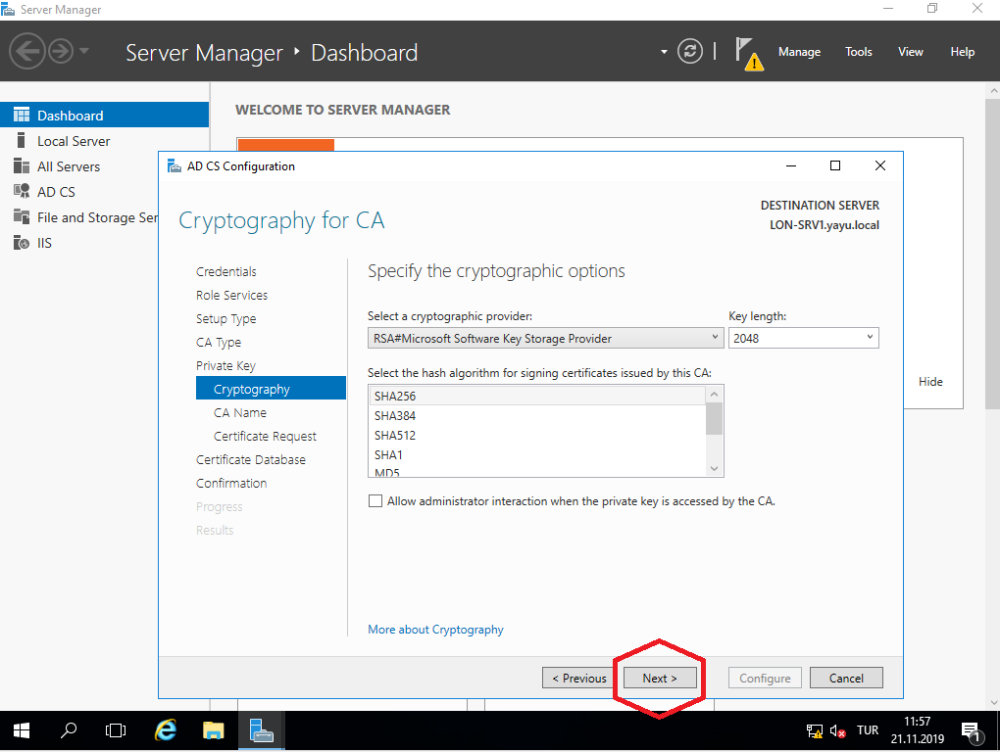 Server Manager
Server Manager ‣ Dashboard
Manage
Tools
View
Help
Dashboard
Local Server
All Servers
AD CS
File and Storage Ser
IIS
WELCOME TO SERVER MANAGER
Hide
AD CS Configuration
Cryptography for CA
DESTINATION SERVER
LON-SRV1.yayu.local
Credentials
Role Services
Setup Type
CA Type
Private Key
Cryptography
CA Name
Certificate Request
Certificate Database
Confirmation
Progress
Results
Specify the cryptographic options
Select a cryptographic provider:
Key length:
RSA#Microsoft Software Key Storage Provider
2048
Select the hash algorithm for signing certificates issued by this CA:
SHA256
SHA384
SHA512
SHA1
MD5
Allow administrator interaction when the private key is accessed by the CA.
More about Cryptography
< Previous
Next >
Configure
Cancel
TUR
11:57
21.11.2019
1